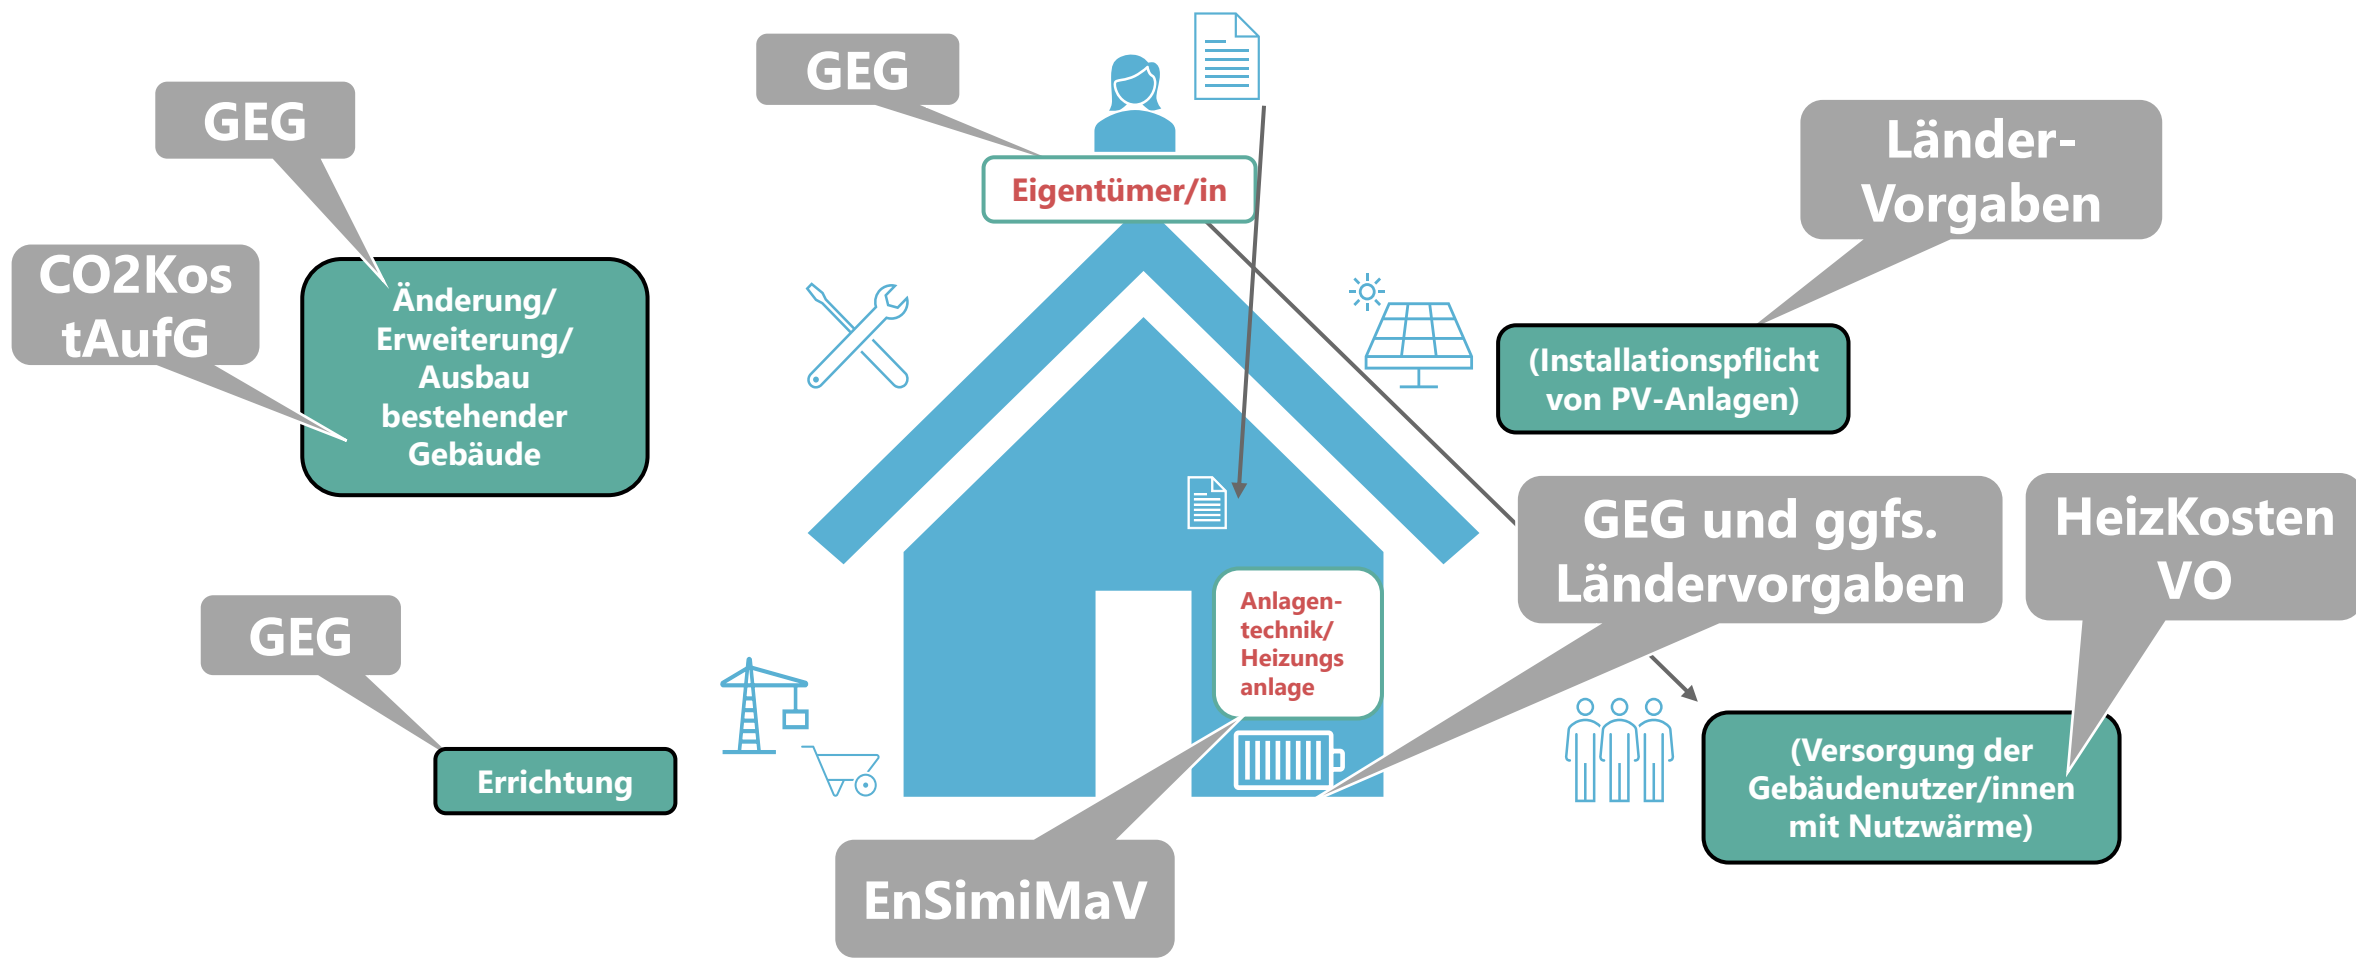 GEG
GEG
Eigentümer/in
Länder-
Vorgaben
CO2Kos
tAufG
Änderung/
Erweiterung/
Ausbau
bestehender
Gebäude
(Installationspflicht
von PV-Anlagen)
GEG und ggfs.
Ländervorgaben
HeizKosten
VO
Anlagen-
technik/
Heizungs
anlage
GEG
Errichtung
(Versorgung der
Gebäudenutzer/innen
mit Nutzwärme)
EnSimiMaV